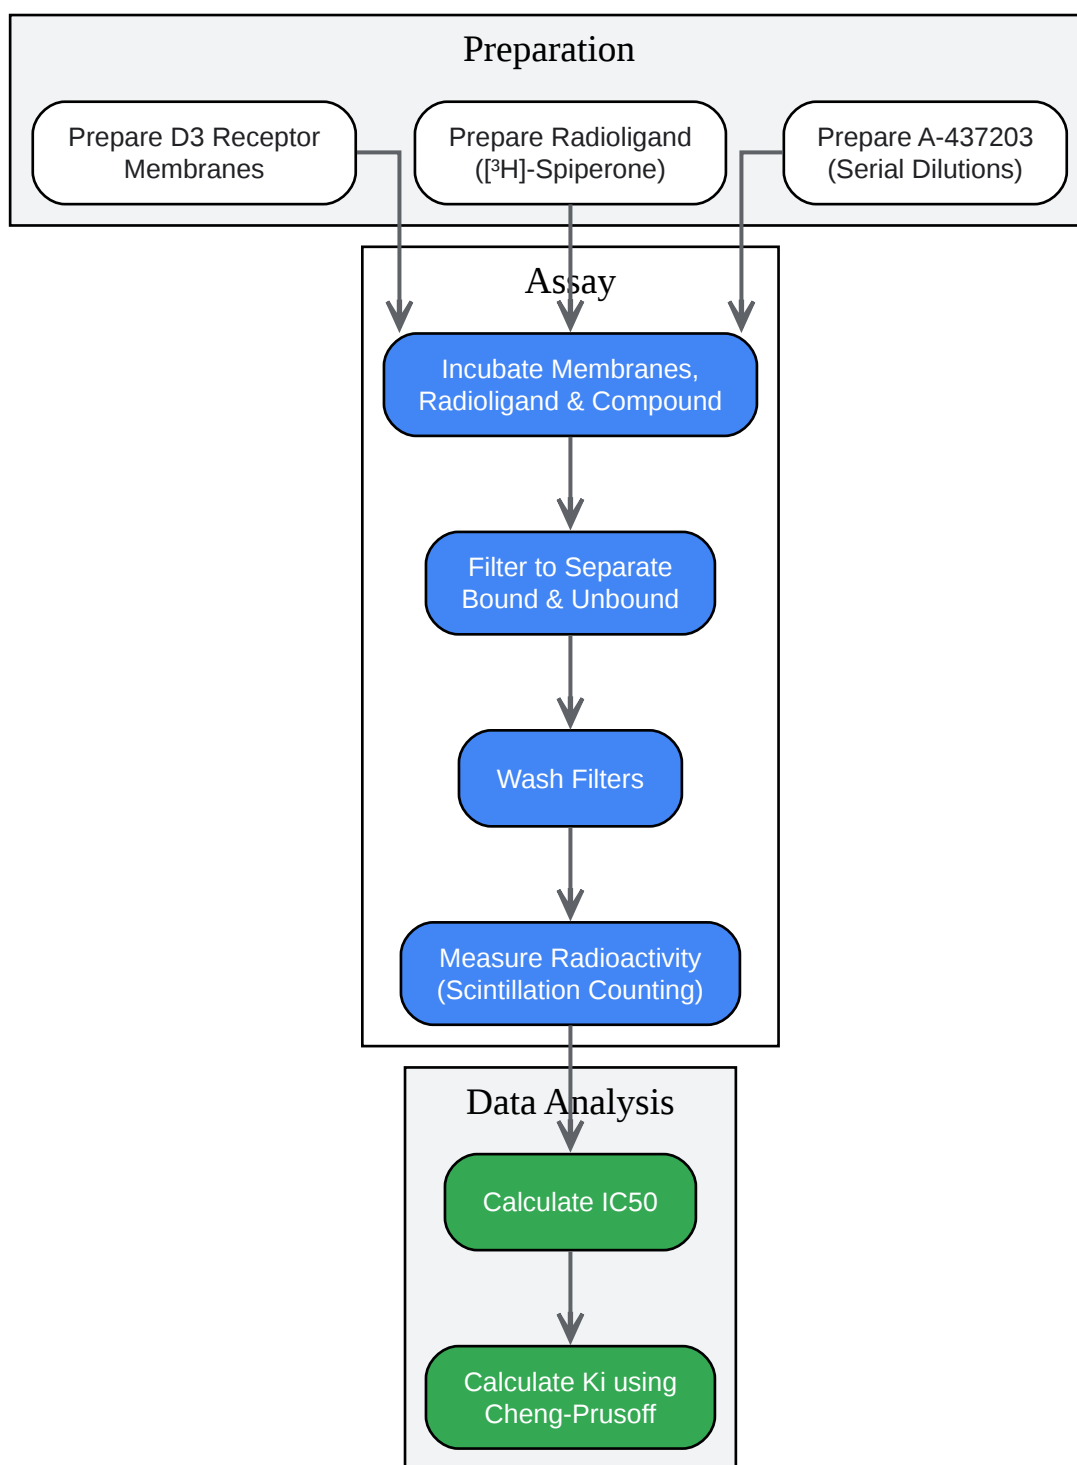 Preparation
Prepare D3 Receptor
Membranes
Prepare Radioligand
([³H]-Spiperone)
Prepare A-437203
(Serial Dilutions)
Assay
Incubate Membranes,
Radioligand & Compound
Filter to Separate
Bound & Unbound
Wash Filters
Measure Radioactivity
(Scintillation Counting)
Data Analysis
Calculate IC50
Calculate Ki using
Cheng-Prusoff